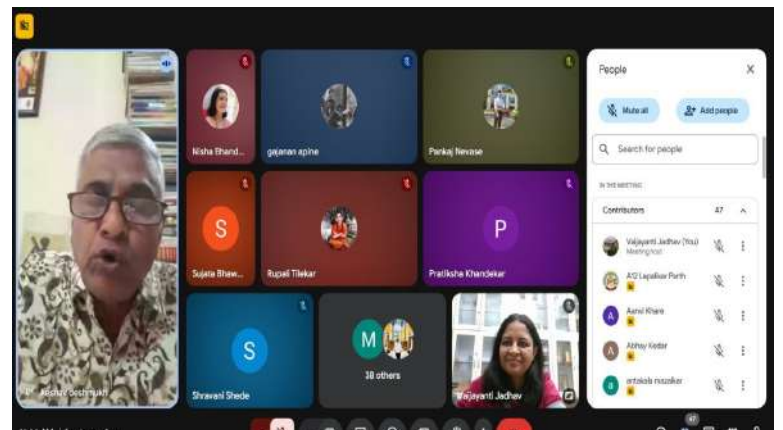 Nisha Bhand...
gajanan apine
Pankaj Nevase
S
Sujata Bhaw...
Rupali Tilekar
P
Pratiksha Khandekar
S
Shravani Shede
M
38 others
Vaijayanti Jadhav
deshmukh
People
Mute all
Add people
Search for people
IN THE MEETING
Contributors 47
Vaijayanti Jadhav (You)
Meeting host
A12 Lapalikar Parth
A
Aarvi Khare
A
Abhay Kedar
a
47